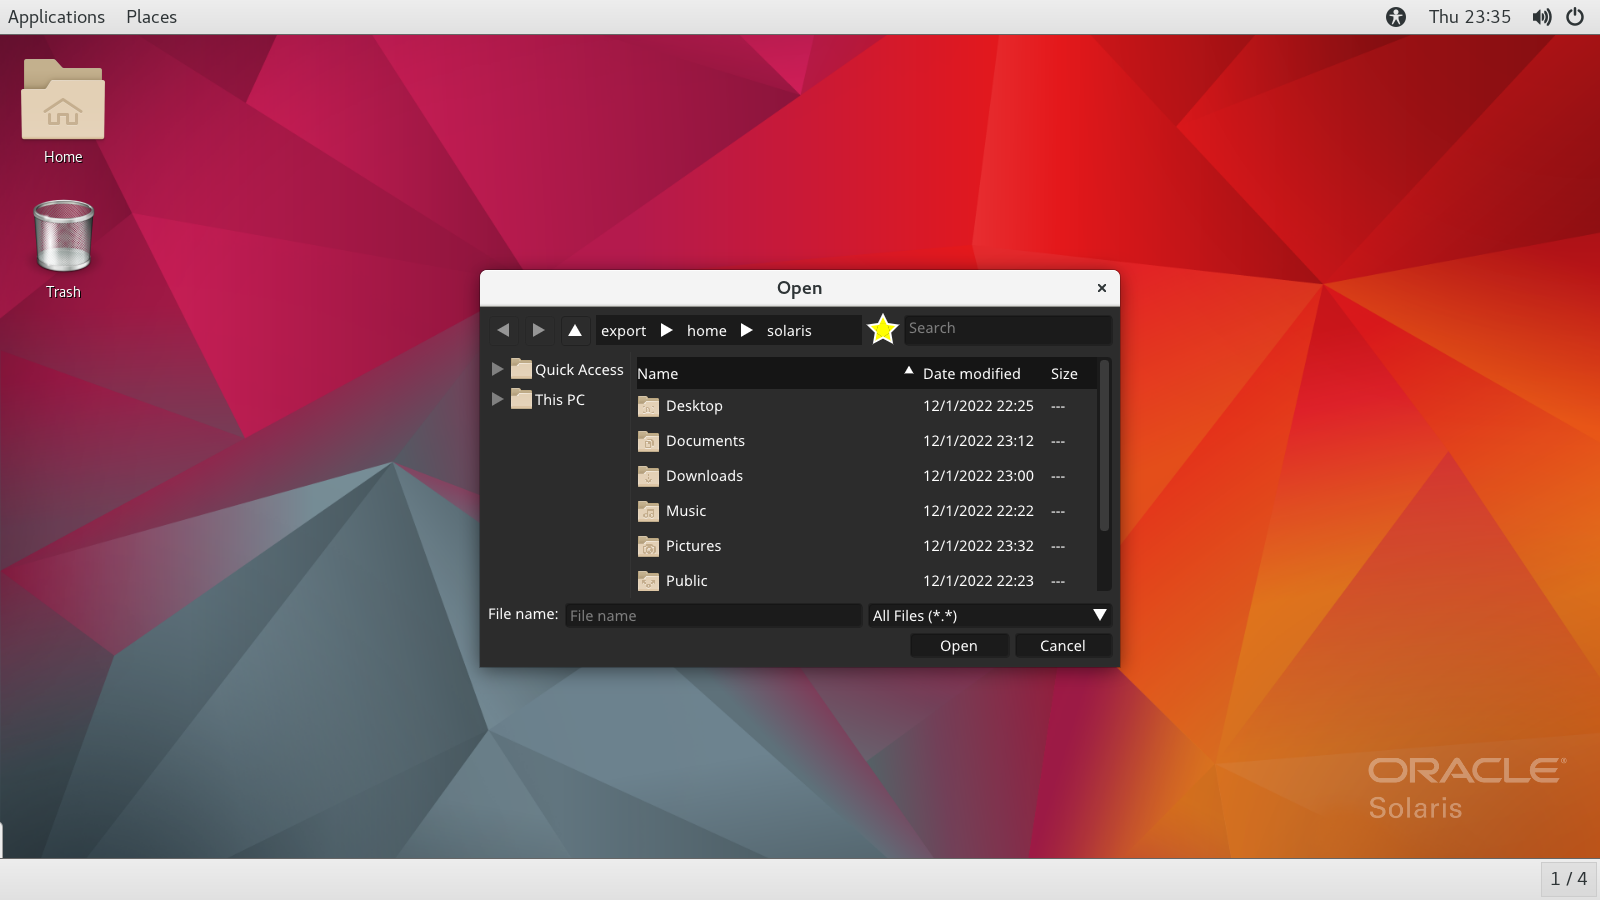 Applications Places Thu 23:35
Home
Trash
Open
export home solaris Search
Quick Access
This PC
Name Date modified Size
Desktop 12/1/2022 22:25 ---
Documents 12/1/2022 23:12 ---
Downloads 12/1/2022 23:00 ---
Music 12/1/2022 22:22 ---
Pictures 12/1/2022 23:32 ---
Public 12/1/2022 22:23 ---
File name: File name All Files (*.*)
Open Cancel
ORACLE®
Solaris
1 / 4